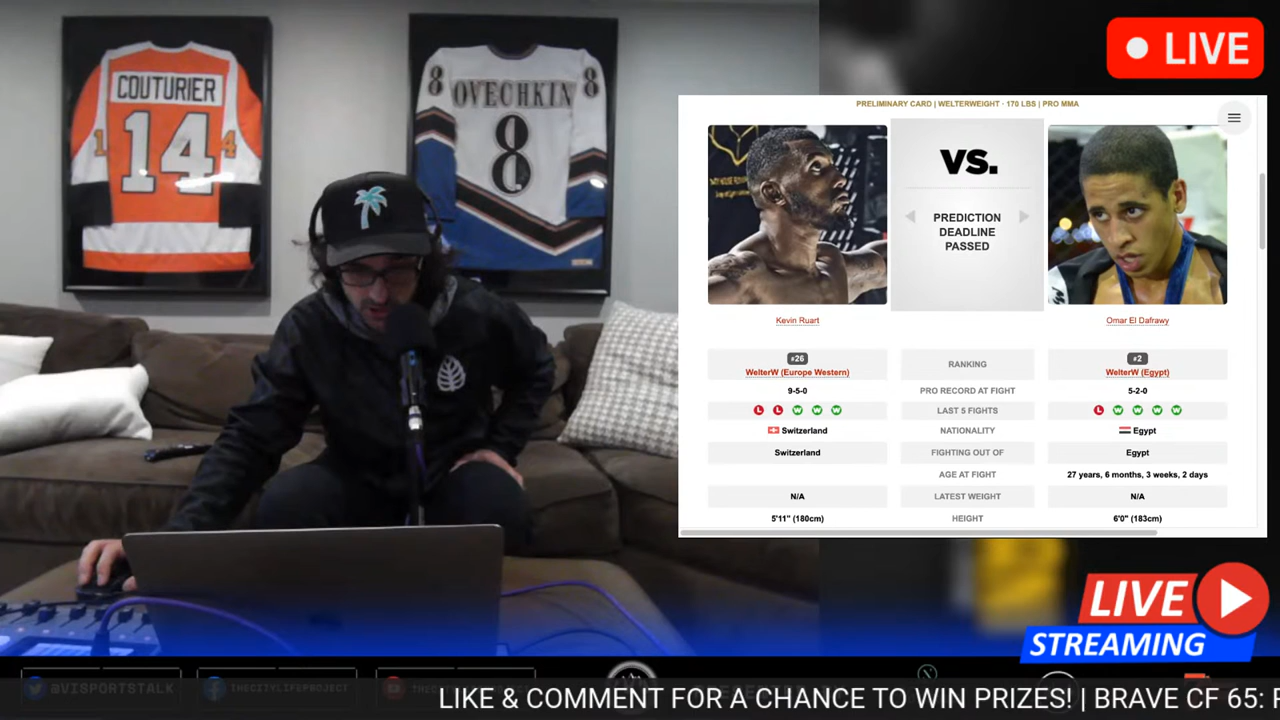 COUTURIER
14
1
4
OVECHKIN
8
8
8
LIVE
PRELIMINARY CARD | WELTERWEIGHT · 170 LBS | PRO MMA
VS.
PREDICTION
DEADLINE
PASSED
Kevin Ruart
Omar El Dafrawy
#26
RANKING
#2
WelterW (Europe Western)
WelterW (Egypt)
9-5-0
PRO RECORD AT FIGHT
5-2-0
L L W W W
LAST 5 FIGHTS
L W W W W
Switzerland
NATIONALITY
Egypt
Switzerland
FIGHTING OUT OF
Egypt
AGE AT FIGHT
27 years, 6 months, 3 weeks, 2 days
N/A
LATEST WEIGHT
N/A
5'11" (180cm)
HEIGHT
6'0" (183cm)
LIVE
STREAMING
@VISPORTSTALK
THECITYLIFEPROJECT
LIKE & COMMENT FOR A CHANCE TO WIN PRIZES! | BRAVE CF 65: